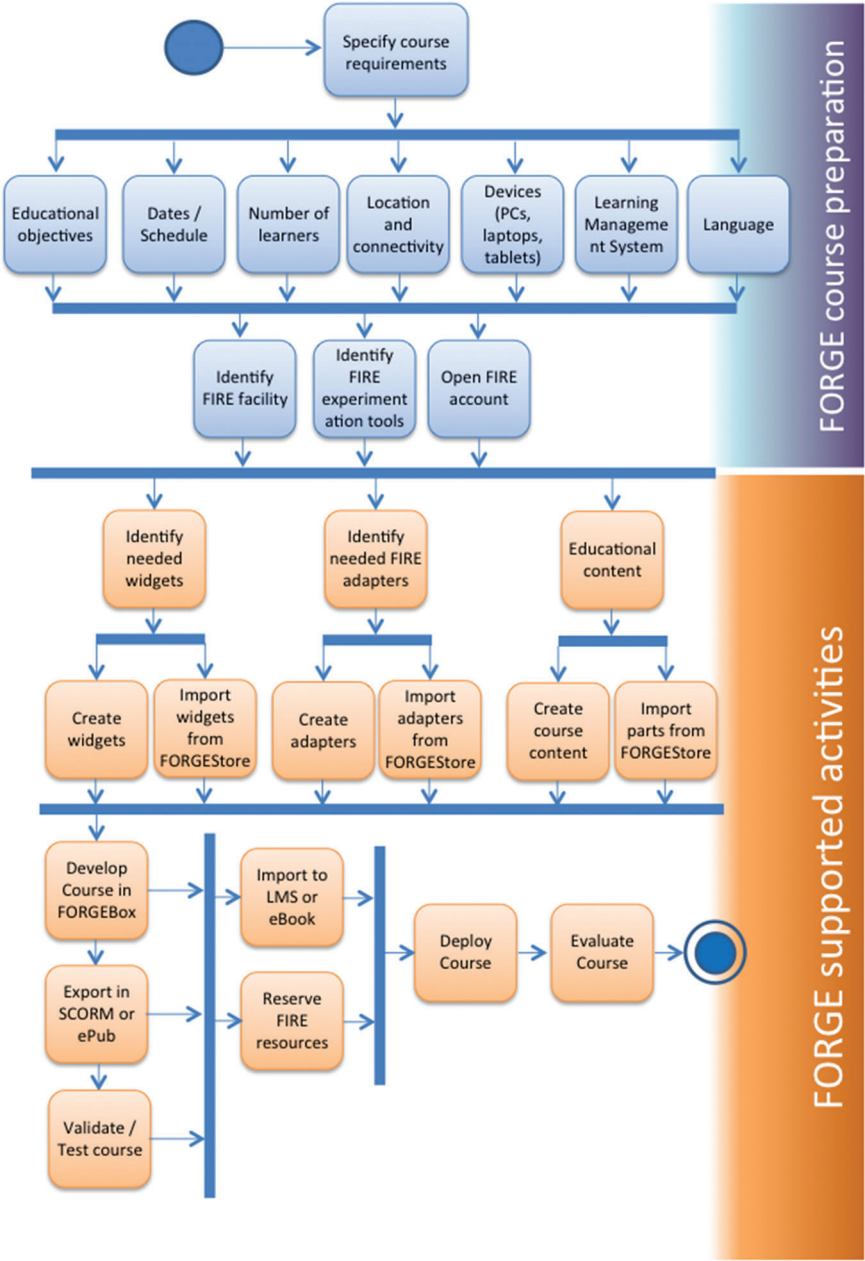 Specify course
requirements
Educational
objectives
Dates /
Schedule
Number of
learners
Location
and
connectivity
Devices
(PCs,
laptops,
tablets)
Learning
Manageme
nt System
Language
FORGE course preparation
Identify
FIRE facility
Identify
FIRE
experiment
ation tools
Open FIRE
account
Identify
needed
widgets
Identify
needed FIRE
adapters
Educational
content
Create
widgets
Import
widgets
from
FORGEStore
Create
adapters
Import
adapters
from
FORGEStore
Create
course
content
Import
parts from
FORGEStore
FORGE supported activities
Develop
Course in
FORGEBox
Import to
LMS or
eBook
Deploy
Course
Evaluate
Course
Export in
SCORM or
ePub
Reserve
FIRE
resources
Validate /
Test course